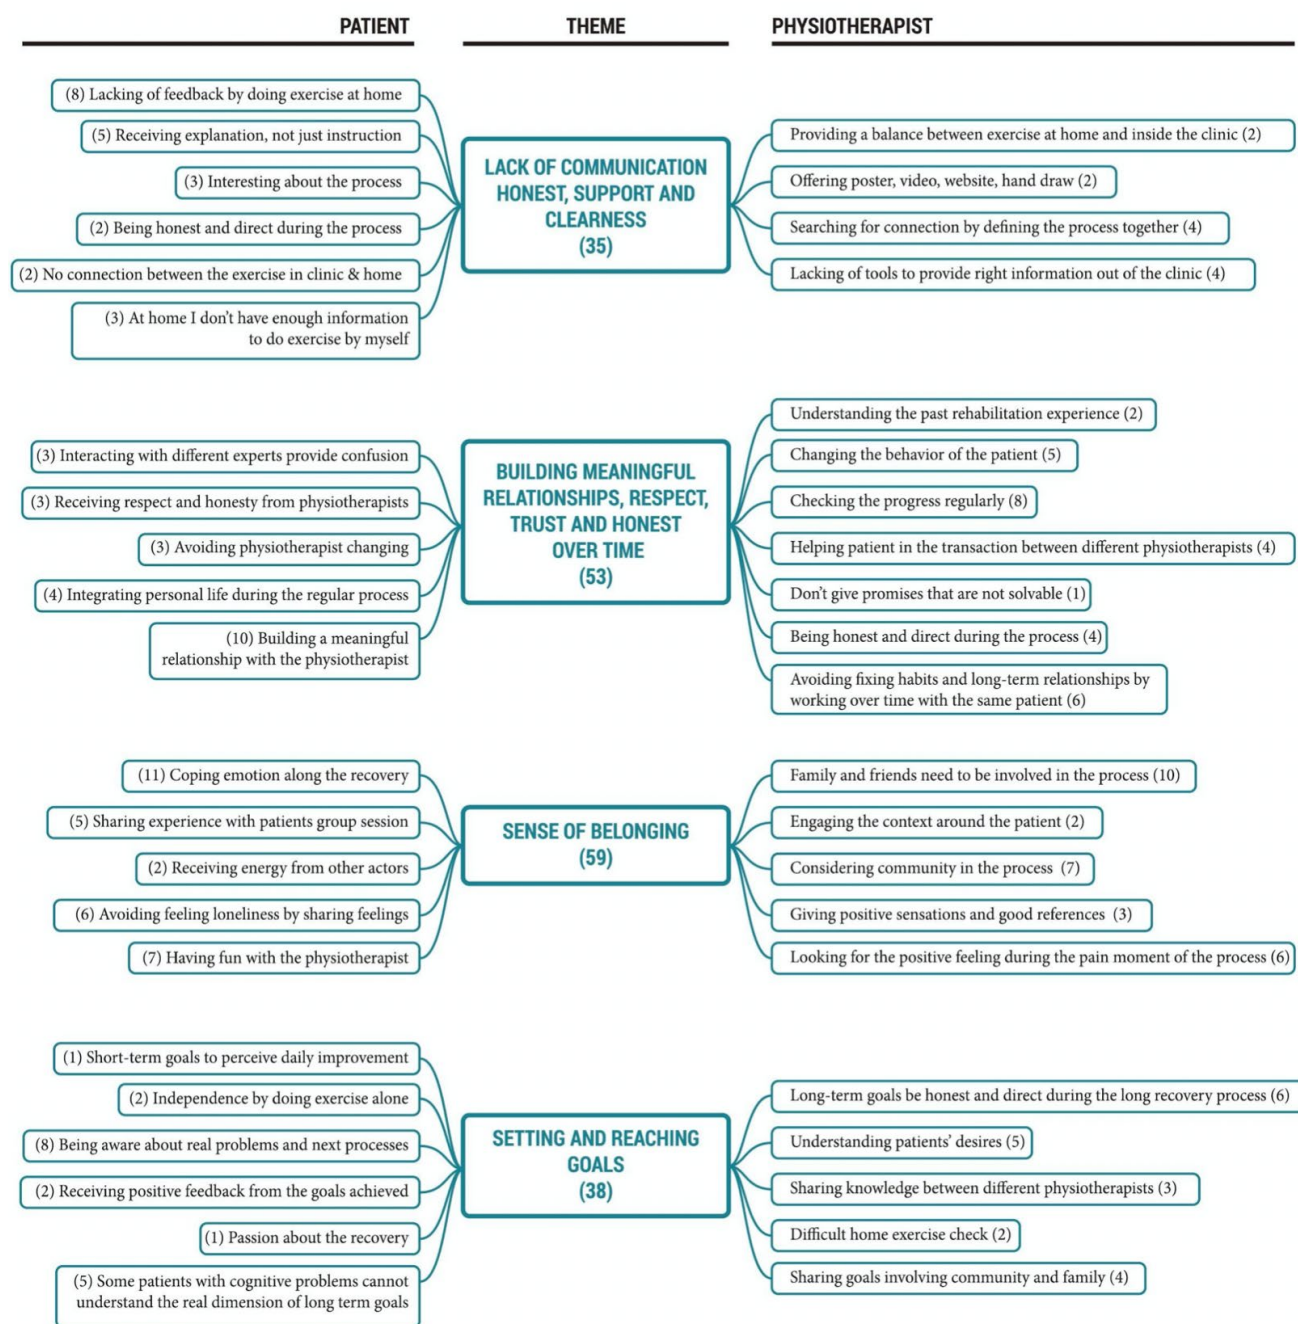 PATIENT
THEME
PHYSIOTHERAPIST
(8) Lacking of feedback by doing exercise at home
(5) Receiving explanation, not just instruction
(3) Interesting about the process
(2) Being honest and direct during the process
(2) No connection between the exercise in clinic & home
(3) At home I don't have enough information
to do exercise by myself
LACK OF COMMUNICATION
HONEST, SUPPORT AND
CLEARNESS
(35)
Providing a balance between exercise at home and inside the clinic (2)
Offering poster, video, website, hand draw (2)
Searching for connection by defining the process together (4)
Lacking of tools to provide right information out of the clinic (4)
(3) Interacting with different experts provide confusion
(3) Receiving respect and honesty from physiotherapists
(3) Avoiding physiotherapist changing
(4) Integrating personal life during the regular process
(10) Building a meaningful
relationship with the physiotherapist
BUILDING MEANINGFUL
RELATIONSHIPS, RESPECT,
TRUST AND HONEST
OVER TIME
(53)
Understanding the past rehabilitation experience (2)
Changing the behavior of the patient (5)
Checking the progress regularly (8)
Helping patient in the transaction between different physiotherapists (4)
Don't give promises that are not solvable (1)
Being honest and direct during the process (4)
Avoiding fixing habits and long-term relationships by
working over time with the same patient (6)
(11) Coping emotion along the recovery
(5) Sharing experience with patients group session
(2) Receiving energy from other actors
(6) Avoiding feeling loneliness by sharing feelings
(7) Having fun with the physiotherapist
SENSE OF BELONGING
(59)
Family and friends need to be involved in the process (10)
Engaging the context around the patient (2)
Considering community in the process (7)
Giving positive sensations and good references (3)
Looking for the positive feeling during the pain moment of the process (6)
(1) Short-term goals to perceive daily improvement
(2) Independence by doing exercise alone
(8) Being aware about real problems and next processes
(2) Receiving positive feedback from the goals achieved
(1) Passion about the recovery
(5) Some patients with cognitive problems cannot
understand the real dimension of long term goals
SETTING AND REACHING
GOALS
(38)
Long-term goals be honest and direct during the long recovery process (6)
Understanding patients' desires (5)
Sharing knowledge between different physiotherapists (3)
Difficult home exercise check (2)
Sharing goals involving community and family (4)